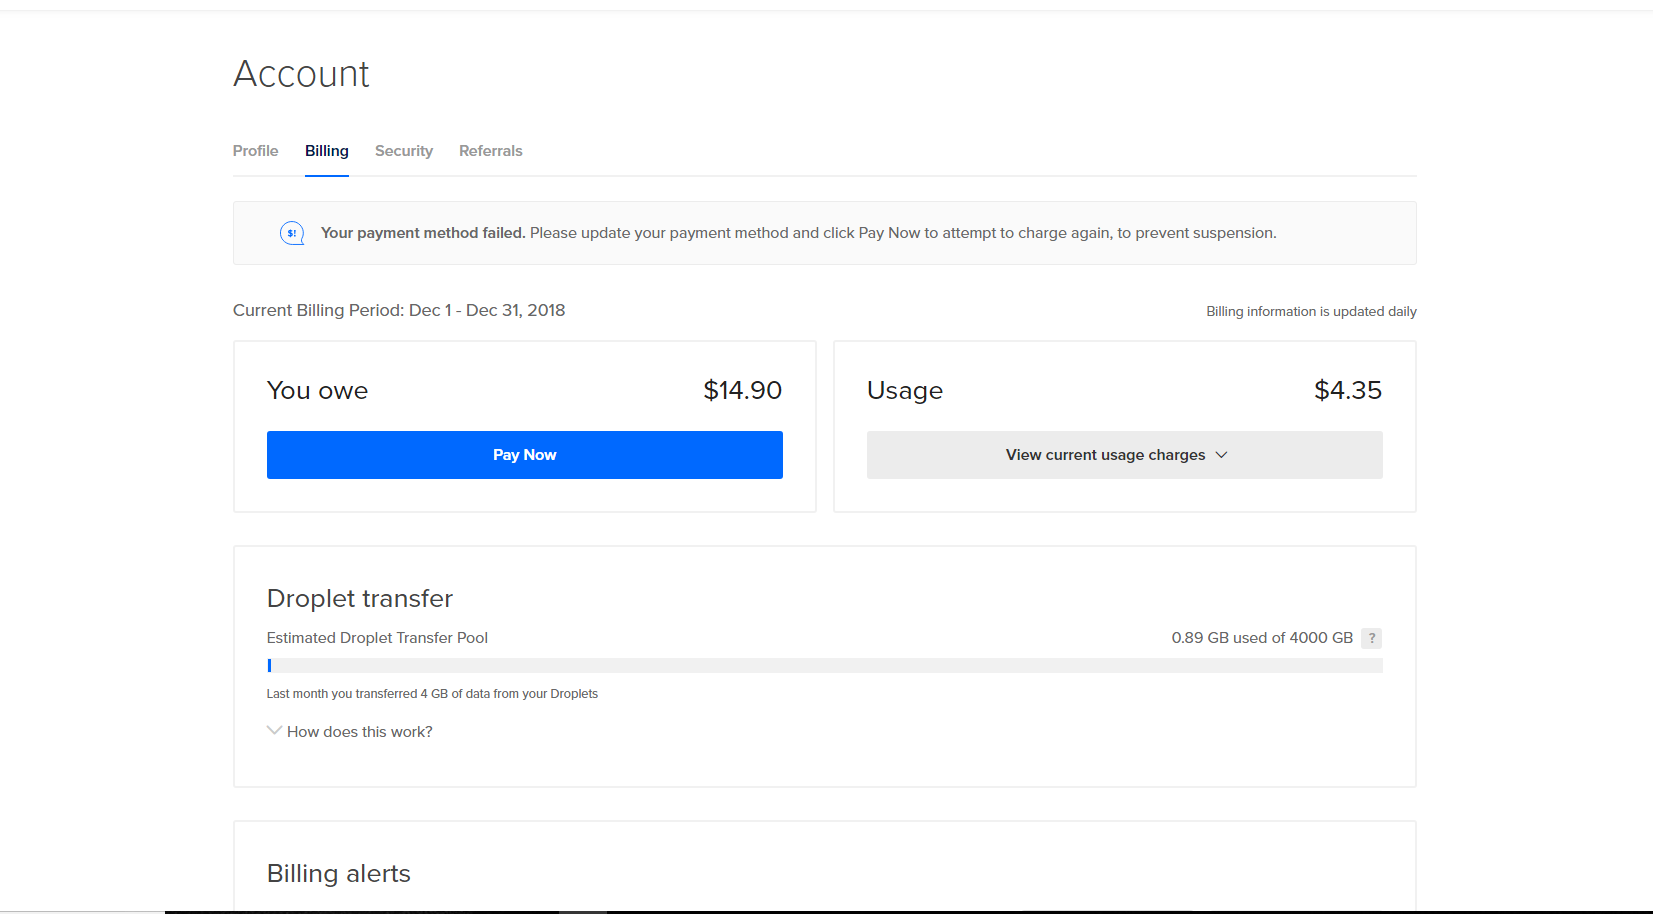 Account
Profile Billing Security Referrals
$! Your payment method failed. Please update your payment method and click Pay Now to attempt to charge again, to prevent suspension.
Current Billing Period: Dec 1 - Dec 31, 2018 Billing information is updated daily
You owe $14.90
Pay Now
Usage $4.35
View current usage charges
Droplet transfer
Estimated Droplet Transfer Pool 0.89 GB used of 4000 GB ?
Last month you transferred 4 GB of data from your Droplets
How does this work?
Billing alerts